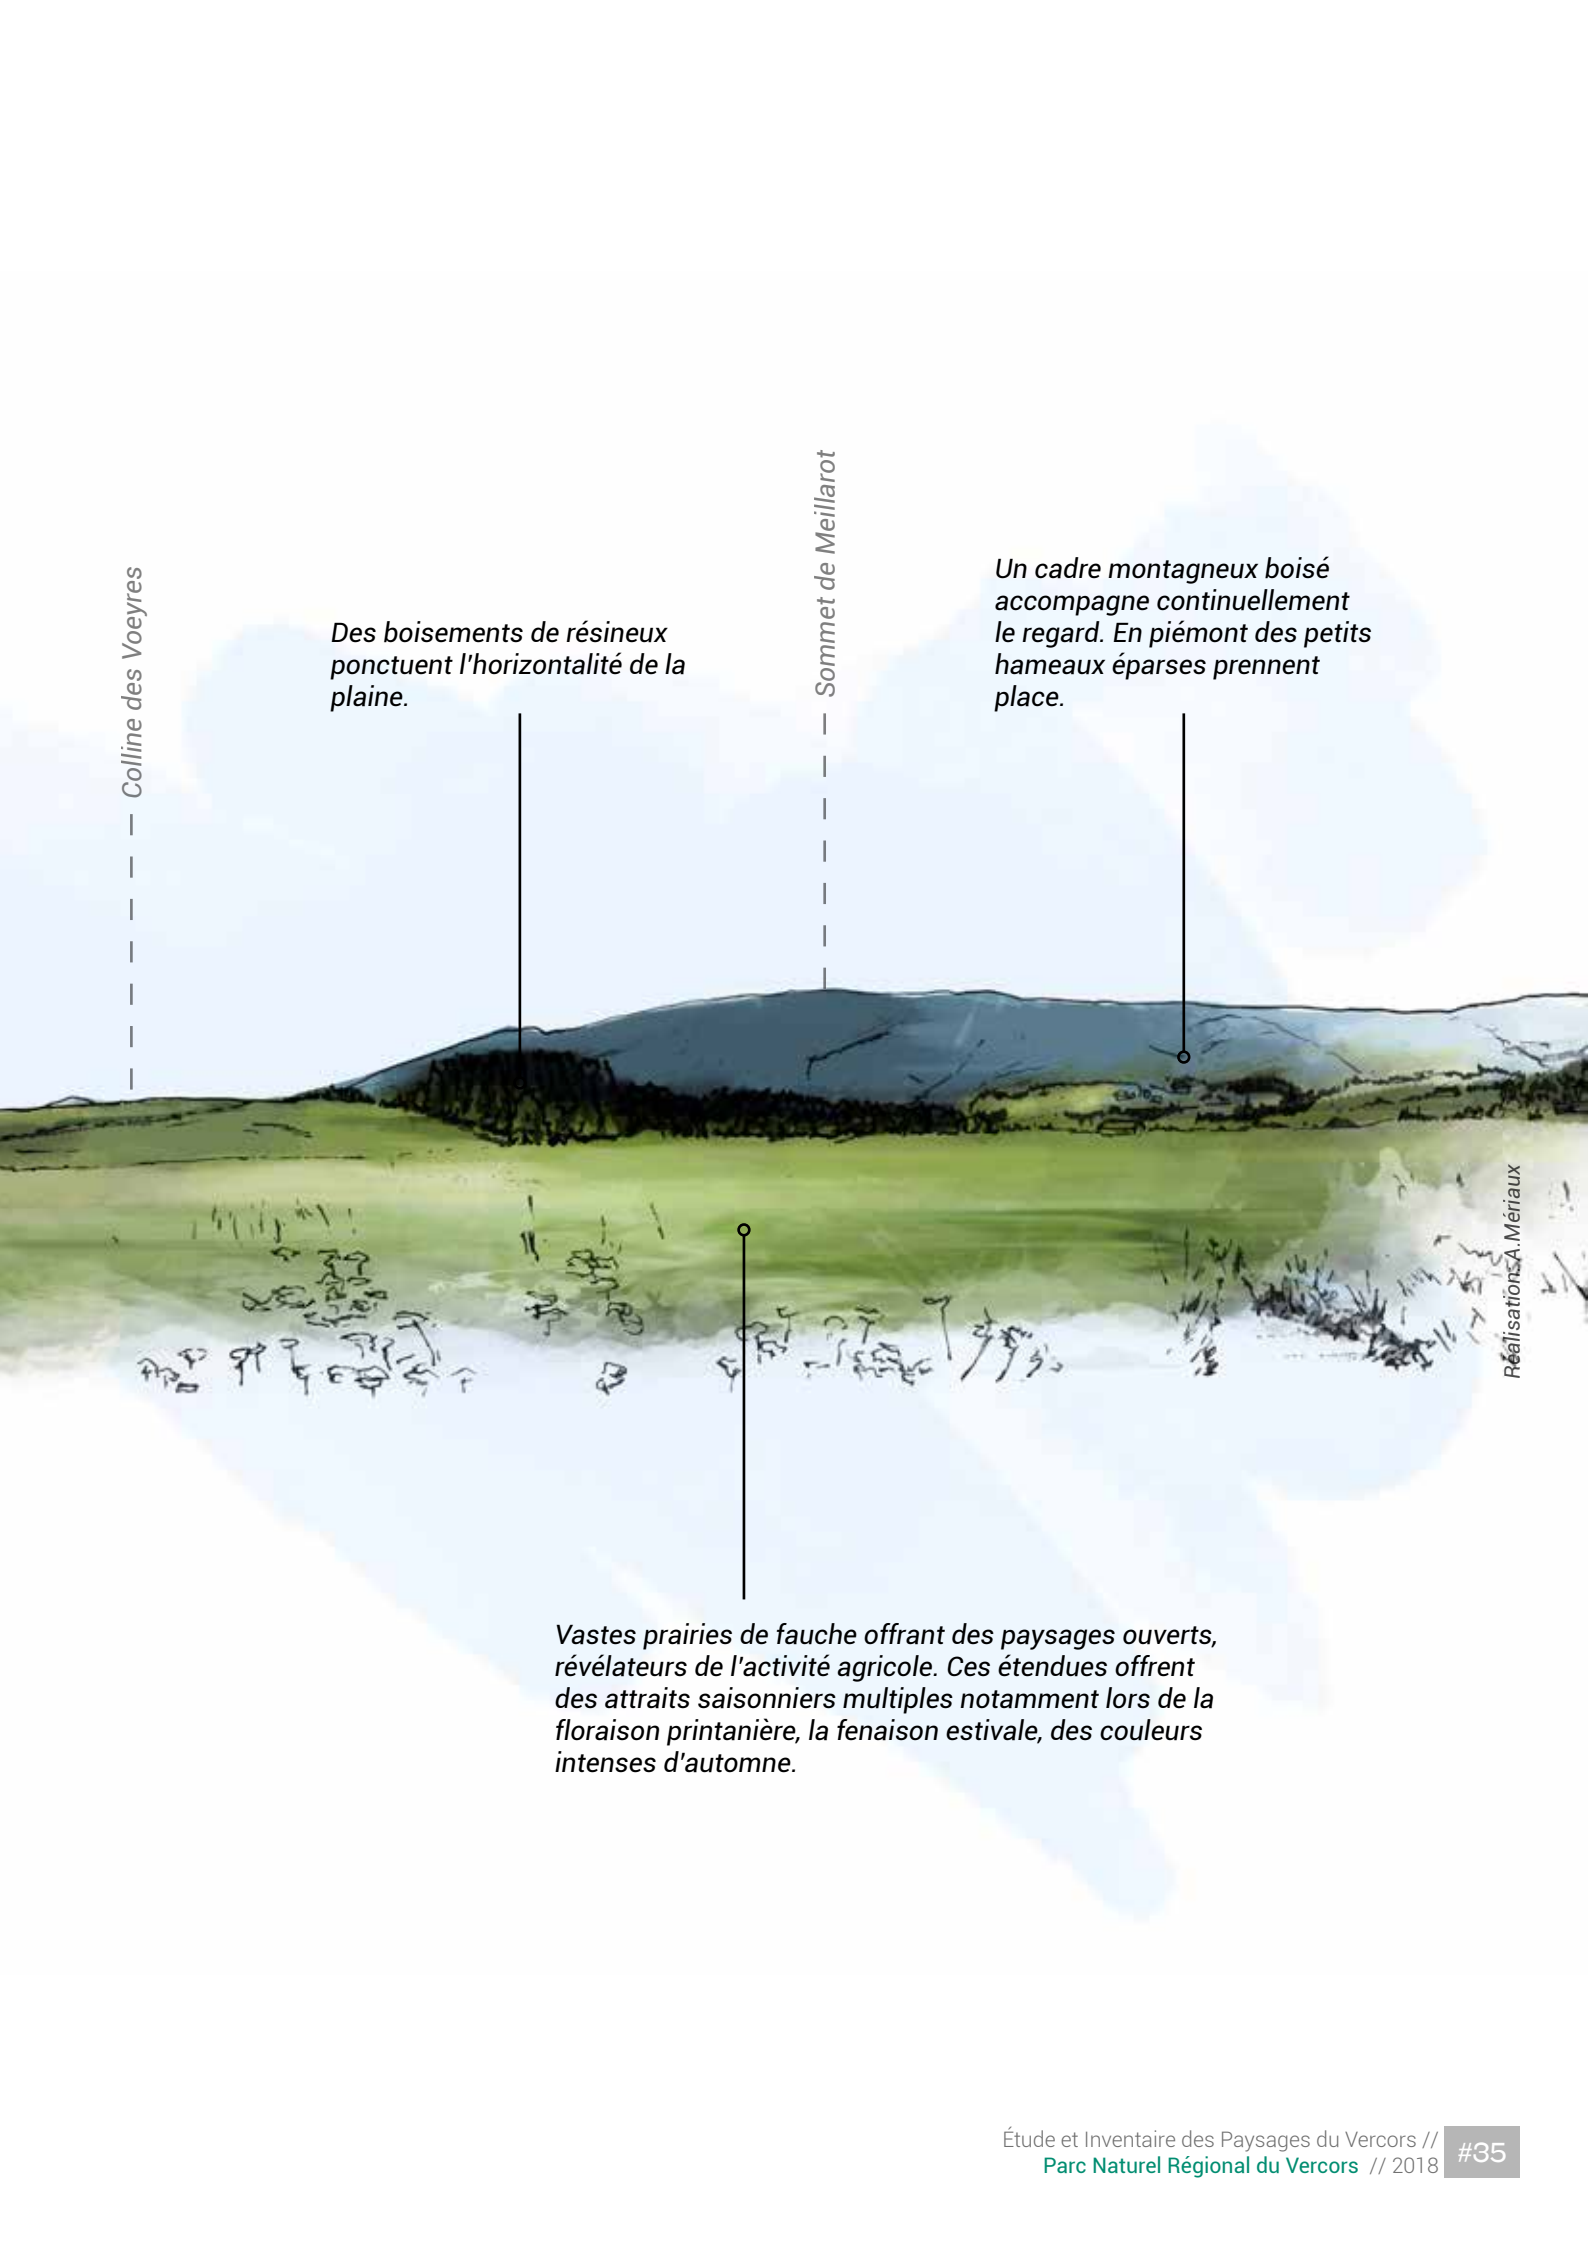 Colline des Voeyres
Des boisements de résineux
ponctuent l'horizontalité de la
plaine.
Sommet de Meillarot
Un cadre montagneux boisé
accompagne continuellement
le regard. En piémont des petits
hameaux éparses prennent
place.
Réalisations A.Mériaux
Vastes prairies de fauche offrant des paysages ouverts,
révélateurs de l'activité agricole. Ces étendues offrent
des attraits saisonniers multiples notamment lors de la
floraison printanière, la fenaison estivale, des couleurs
intenses d'automne.
Étude et Inventaire des Paysages du Vercors //
Parc Naturel Régional du Vercors // 2018
#35